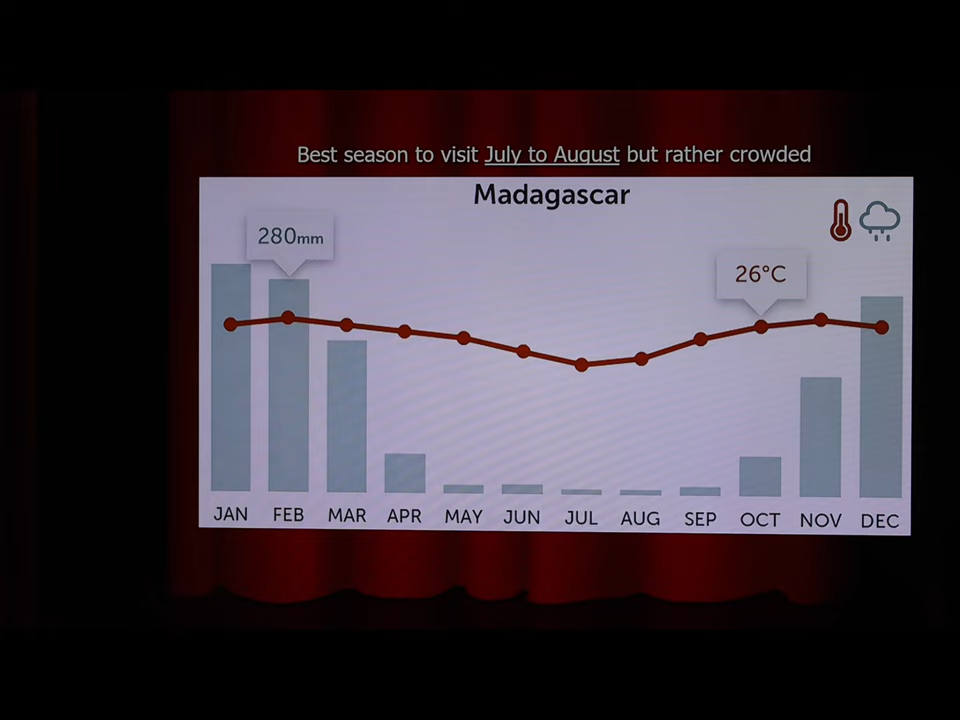 Best season to visit July to August but rather crowded
Madagascar
280mm
26°C
JAN FEB MAR APR MAY JUN JUL AUG SEP OCT NOV DEC